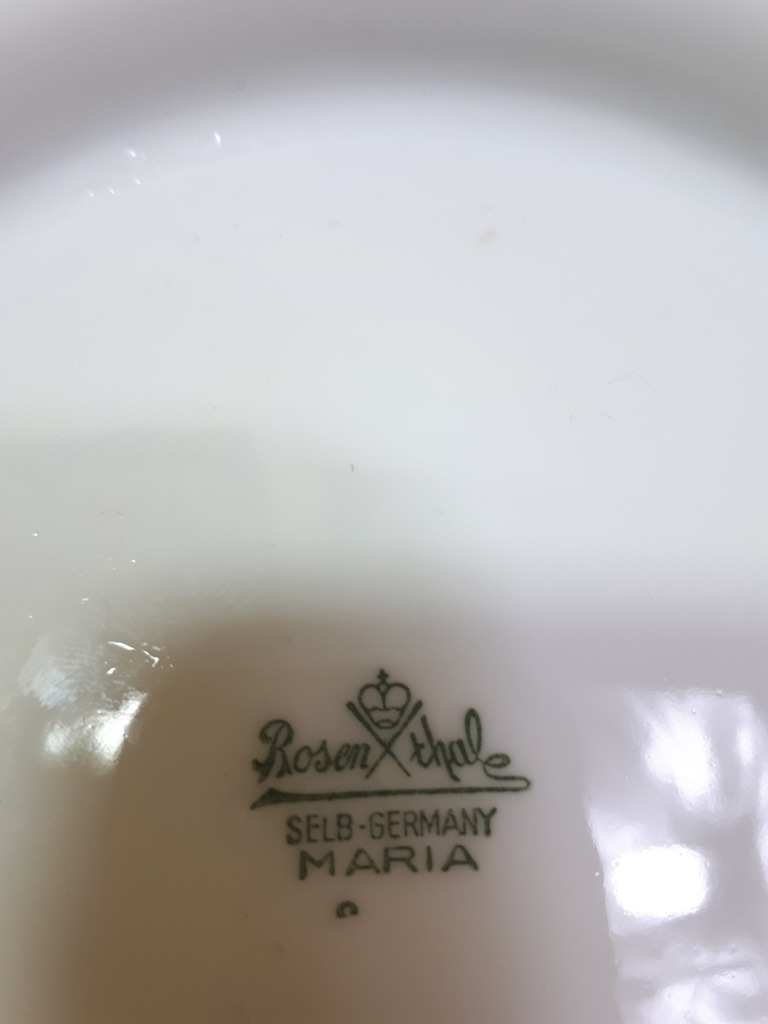 Rosenthal
SELB-GERMANY
MARIA
c